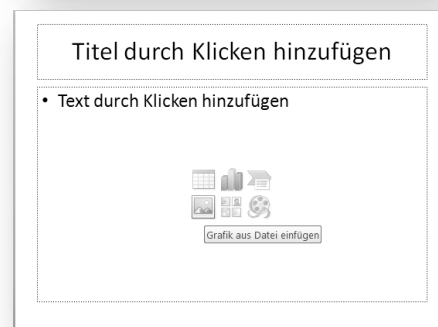 Titel durch Klicken hinzufügen
• Text durch Klicken hinzufügen
Grafik aus Datei einfügen